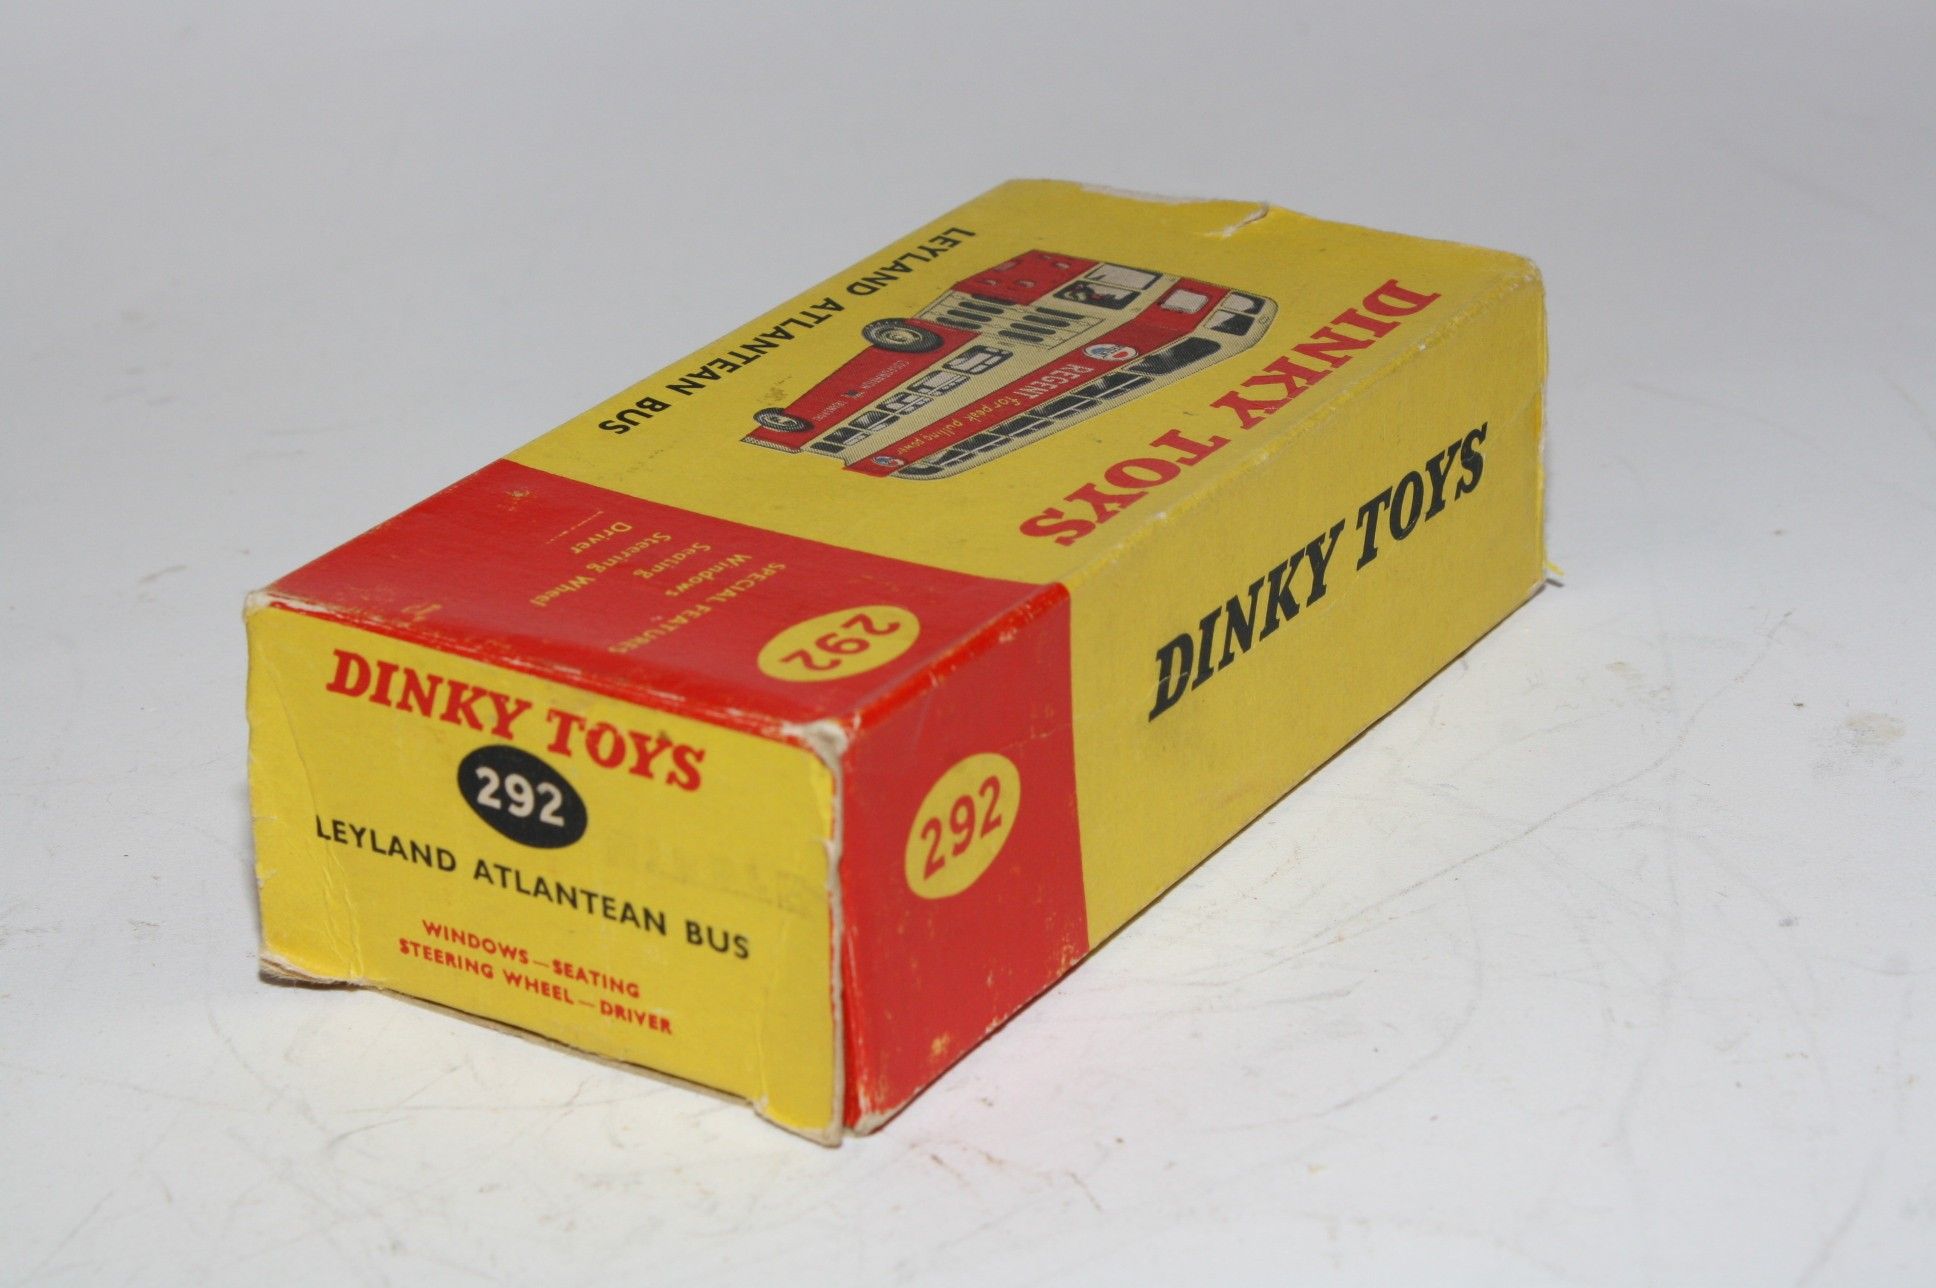 DINKY TOYS
292
LEYLAND ATLANTEAN BUS
WINDOWS—SEATING
STEERING WHEEL—DRIVER
292
DINKY TOYS
DINKY TOYS
REGENT for peak pulling power
CORPORATION
LEYLAND ATLANTEAN BUS
292
SPECIAL FEATURES
Windows
Seating
Steering Wheel
Driver